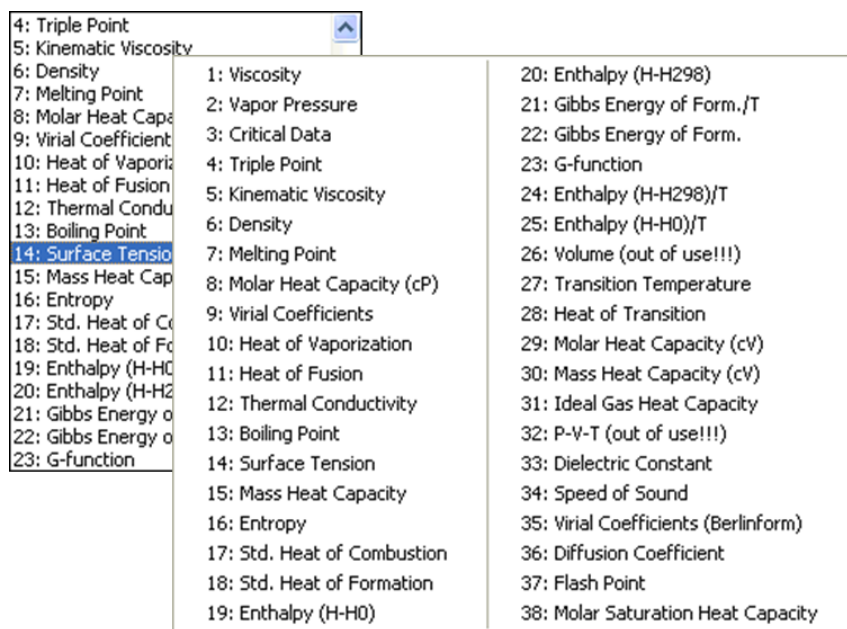 4: Triple Point
5: Kinematic Viscosity
6: Density
7: Melting Point
8: Molar Heat Capa
9: Virial Coefficient
10: Heat of Vaporiz
11: Heat of Fusion
12: Thermal Condu
13: Boiling Point
14: Surface Tensio
15: Mass Heat Cap
16: Entropy
17: Std. Heat of Co
18: Std. Heat of Fo
19: Enthalpy (H-H0
20: Enthalpy (H-H2
21: Gibbs Energy o
22: Gibbs Energy o
23: G-function
1: Viscosity
2: Vapor Pressure
3: Critical Data
4: Triple Point
5: Kinematic Viscosity
6: Density
7: Melting Point
8: Molar Heat Capacity (cP)
9: Virial Coefficients
10: Heat of Vaporization
11: Heat of Fusion
12: Thermal Conductivity
13: Boiling Point
14: Surface Tension
15: Mass Heat Capacity
16: Entropy
17: Std. Heat of Combustion
18: Std. Heat of Formation
19: Enthalpy (H-H0)
20: Enthalpy (H-H298)
21: Gibbs Energy of Form./T
22: Gibbs Energy of Form.
23: G-function
24: Enthalpy (H-H298)/T
25: Enthalpy (H-H0)/T
26: Volume (out of use!!!)
27: Transition Temperature
28: Heat of Transition
29: Molar Heat Capacity (cV)
30: Mass Heat Capacity (cV)
31: Ideal Gas Heat Capacity
32: P-V-T (out of use!!!)
33: Dielectric Constant
34: Speed of Sound
35: Virial Coefficients (Berlinform)
36: Diffusion Coefficient
37: Flash Point
38: Molar Saturation Heat Capacity